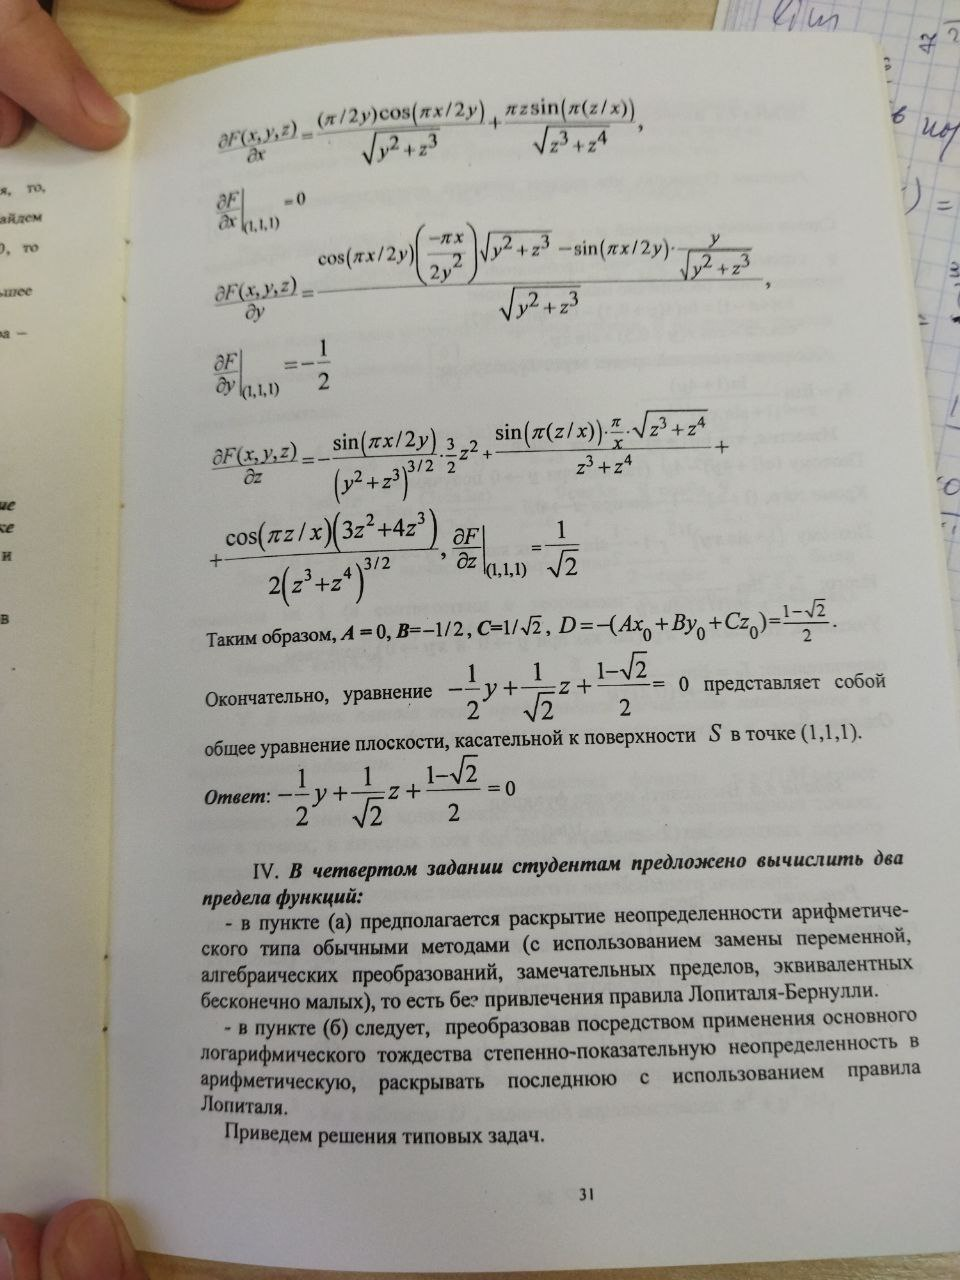 ∂F(x,y,z)/∂x = (π/2y)cos(πx/2y)/√(y²+z³) + πzsin(π(z/x))/√(z³+z⁴),
∂F/∂x|(1,1,1) = 0
∂F(x,y,z)/∂y = (cos(πx/2y)(−πx/2y²)√(y²+z³) − sin(πx/2y)·y/√(y²+z³))/√(y²+z³),
∂F/∂y|(1,1,1) = −1/2
∂F(x,y,z)/∂z = −sin(πx/2y)/(y²+z³)^3/2 · 3/2 z² + sin(π(z/x))·π/x·√(z³+z⁴)/(z³+z⁴) +
+ cos(πz/x)(3z²+4z³)/2(z³+z⁴)^3/2, ∂F/∂z|(1,1,1) = 1/√2
Таким образом, A = 0, B=−1/2, C=1/√2, D=−(Ax₀+By₀+Cz₀)=(1−√2)/2.
Окончательно, уравнение −1/2 y + 1/√2 z + (1−√2)/2 = 0 представляет собой
общее уравнение плоскости, касательной к поверхности S в точке (1,1,1).
Ответ: −1/2 y + 1/√2 z + (1−√2)/2 = 0
IV. В четвертом задании студентам предложено вычислить два
предела функций:
- в пункте (а) предполагается раскрытие неопределенности арифметиче-
ского типа обычными методами (с использованием замены переменной,
алгебраических преобразований, замечательных пределов, эквивалентных
бесконечно малых), то есть без привлечения правила Лопиталя-Бернулли.
- в пункте (б) следует, преобразовав посредством применения основного
логарифмического тождества степенно-показательную неопределенность в
арифметическую, раскрывать последнюю с использованием правила
Лопиталя.
Приведем решения типовых задач.
31